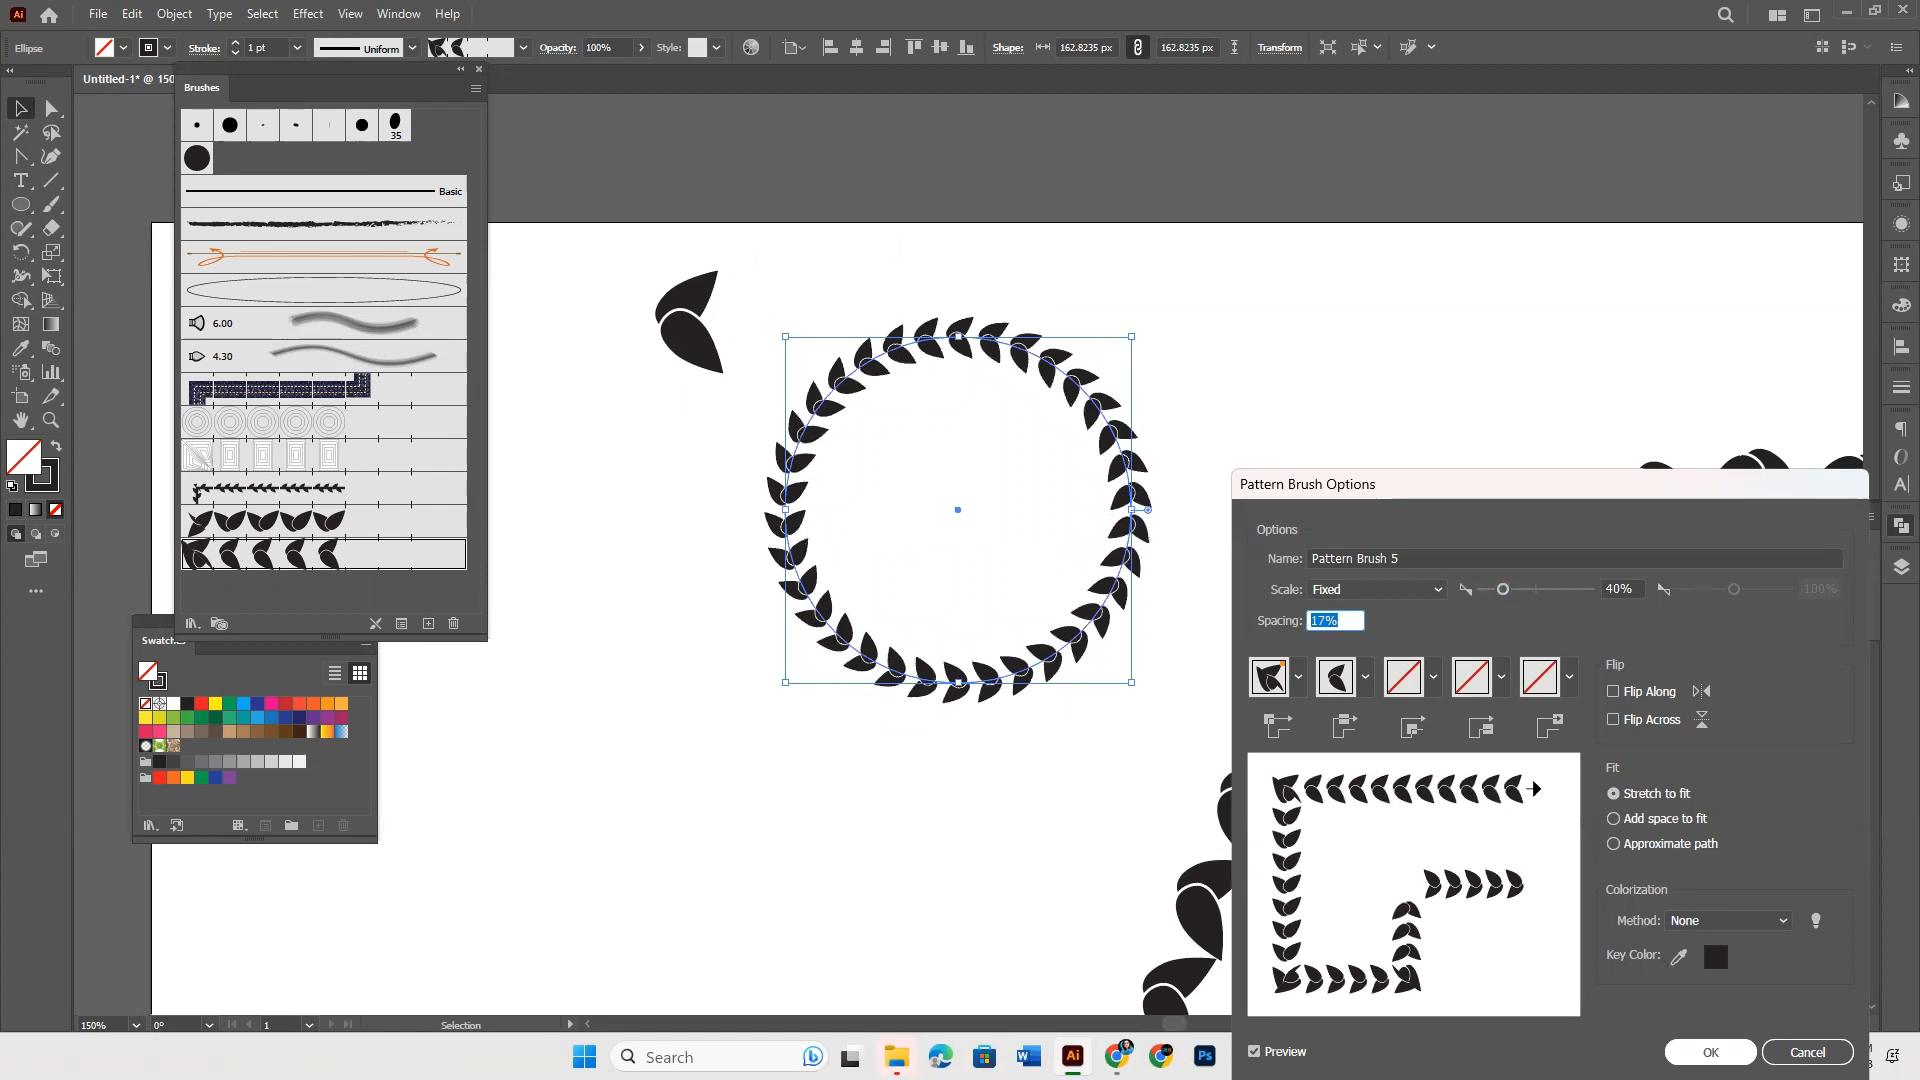 Ai File Edit Object Type Select Effect View Window Help
Ellipse Stroke: 1 pt Uniform Opacity: 100% Style: Shape: 162.8235 px 162.8235 px Transform
Untitled-1* @ 150
Brushes
35
Basic
6.00
4.30
Swatches
Pattern Brush Options
Options
Name: Pattern Brush 5
Scale: Fixed 40% 100%
Spacing: 17%
Flip
Flip Along
Flip Across
Fit
Stretch to fit
Add space to fit
Approximate path
Colorization
Method: None
Key Color:
Preview OK Cancel
150% 0° 1 Selection
Search
Ai Ps